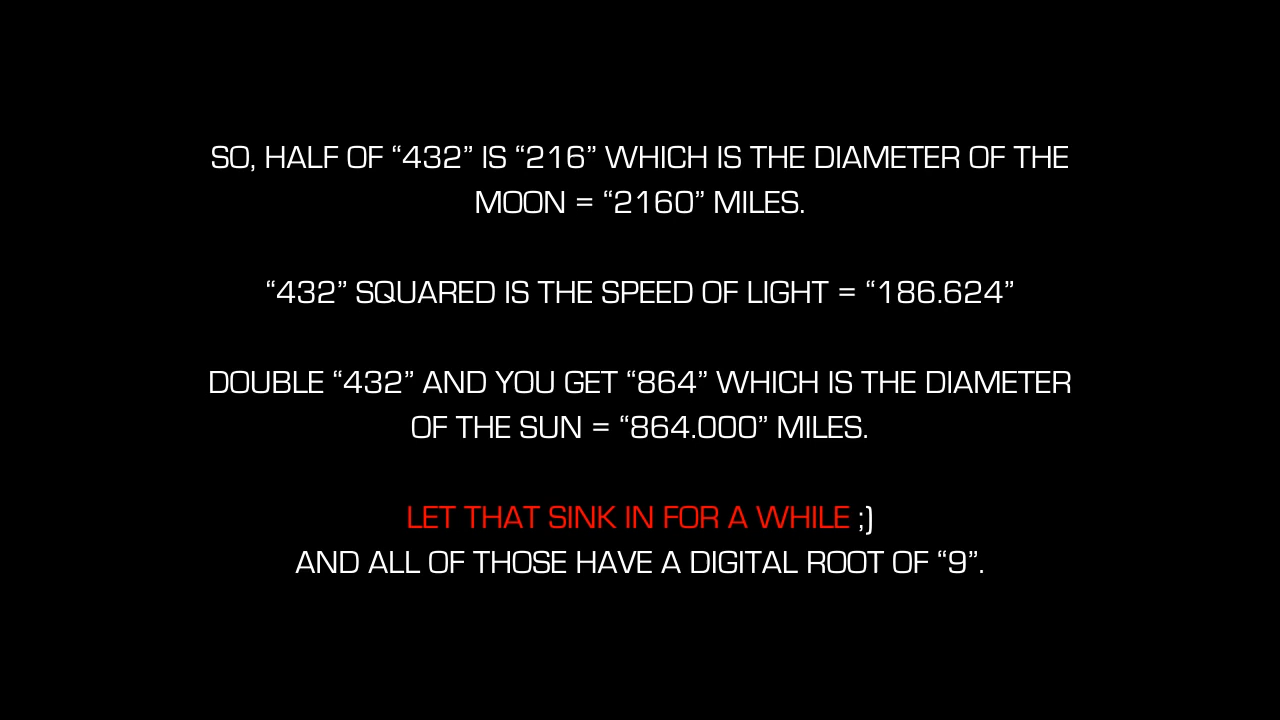 SO, HALF OF “432” IS “216” WHICH IS THE DIAMETER OF THE
MOON = “2160” MILES.
“432” SQUARED IS THE SPEED OF LIGHT = “186.624”
DOUBLE “432” AND YOU GET “864” WHICH IS THE DIAMETER
OF THE SUN = “864.000” MILES.
LET THAT SINK IN FOR A WHILE ;)
AND ALL OF THOSE HAVE A DIGITAL ROOT OF “9”.